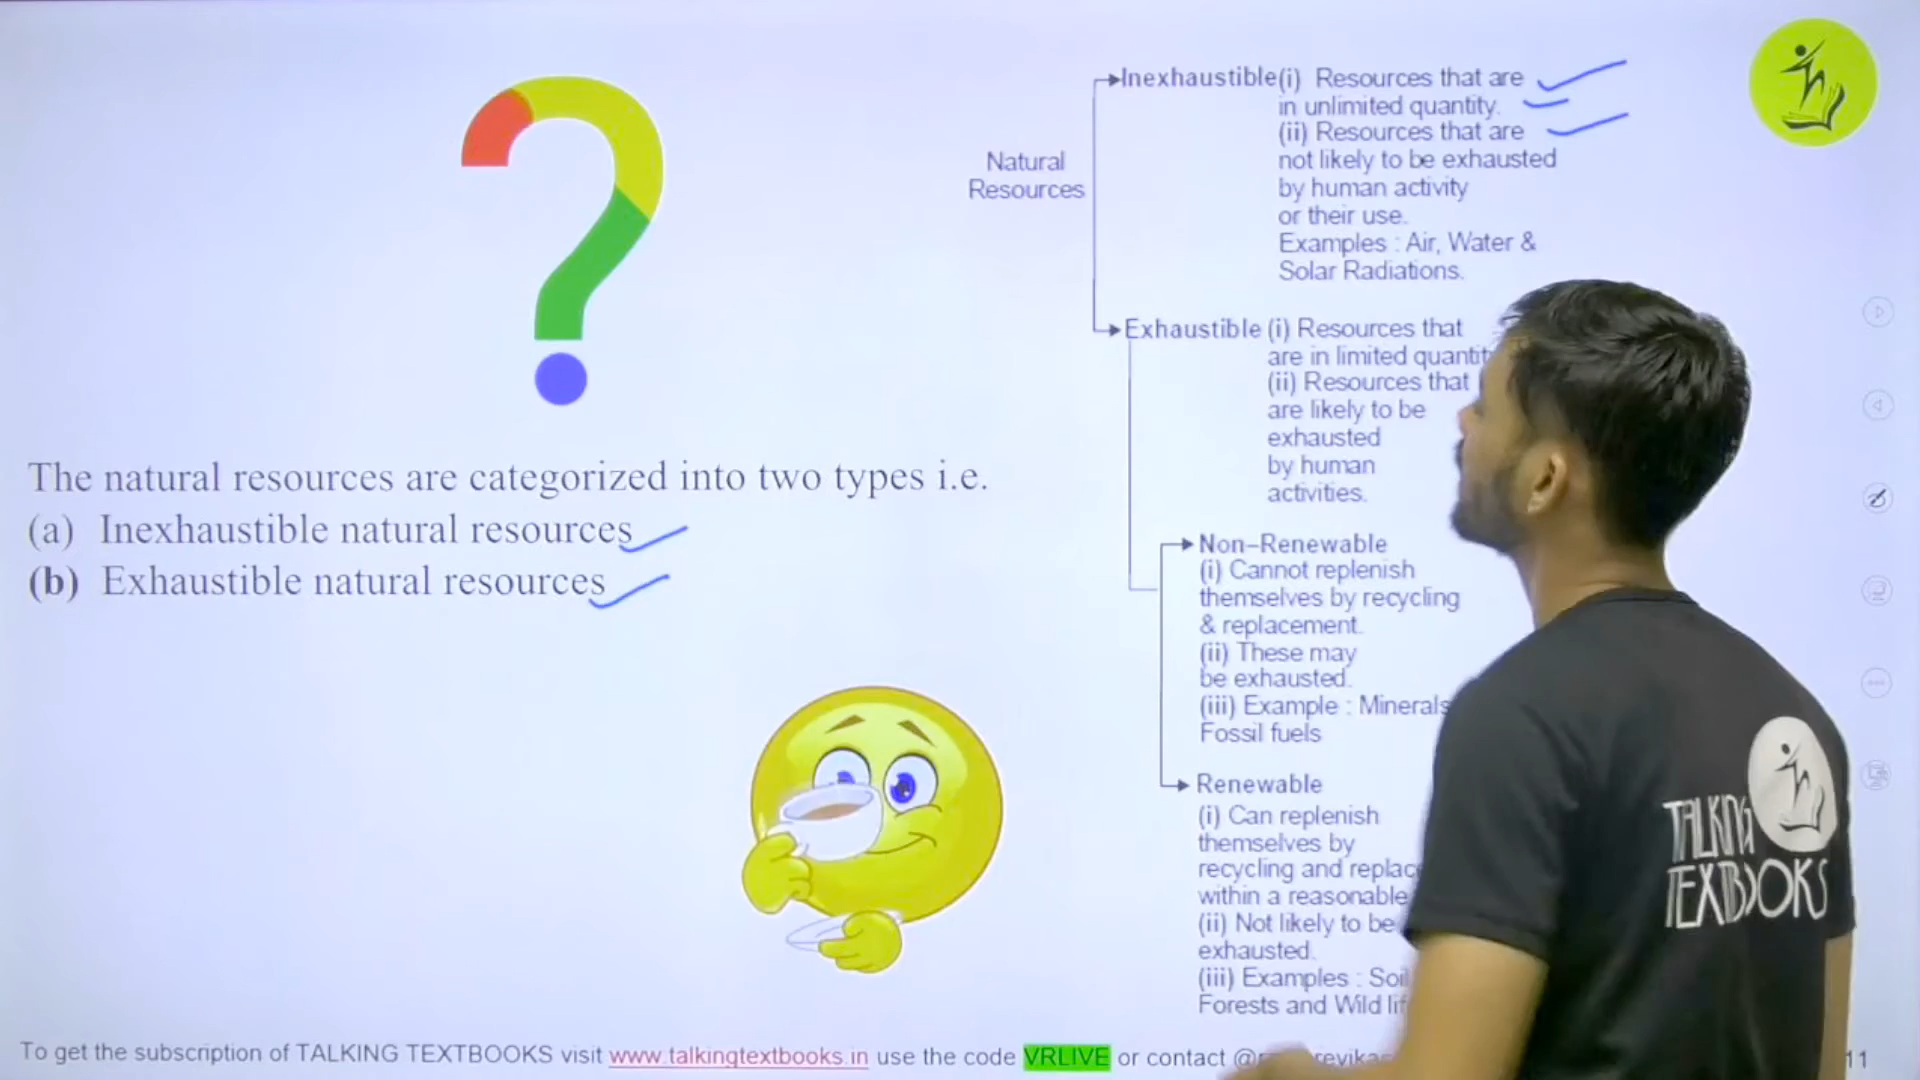 The natural resources are categorized into two types i.e.
(a) Inexhaustible natural resources
(b) Exhaustible natural resources
Natural
Resources
Inexhaustible (i) Resources that are
in unlimited quantity.
(ii) Resources that are
not likely to be exhausted
by human activity
or their use.
Examples : Air, Water &
Solar Radiations.
Exhaustible (i) Resources that
are in limited
(ii) Resources that
are likely to be
exhausted
by human
activities.
Non–Renewable
(i) Cannot replenish
themselves by recycling
& replacement.
(ii) These may
be exhausted.
(iii) Example : Minerals
Fossil fuels
Renewable
(i) Can replenish
themselves by
recycling and
within a reasonable
(ii) Not likely to be
exhausted.
(iii) Examples : Soil
Forests and Wild
TALKING
TEXTBOOKS
To get the subscription of TALKING TEXTBOOKS visit www.talkingtextbooks.in use the code VRLIVE or contact
11